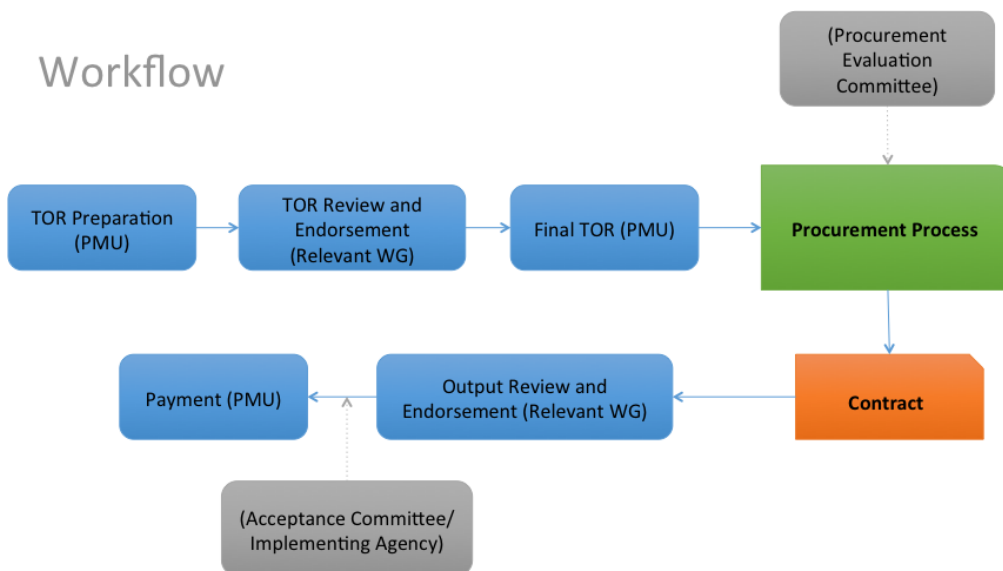 Workflow
(Procurement
Evaluation
Committee)
TOR Preparation
(PMU)
TOR Review and
Endorsement
(Relevant WG)
Final TOR (PMU)
Procurement Process
Payment (PMU)
Output Review and
Endorsement (Relevant WG)
Contract
(Acceptance Committee/
Implementing Agency)